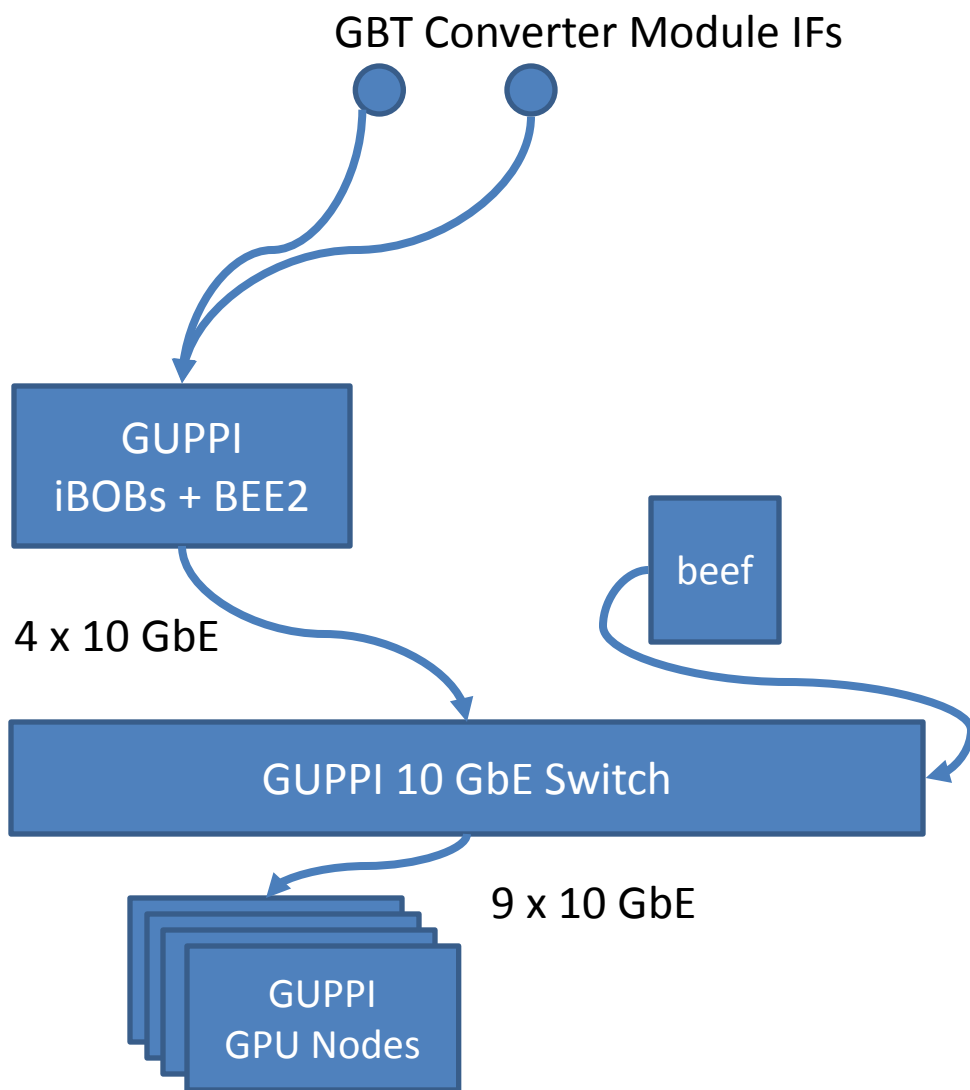 GBT Converter Module IFs
GUPPI
iBOBs + BEE2
beef
4 x 10 GbE
GUPPI 10 GbE Switch
9 x 10 GbE
GUPPI
GPU Nodes